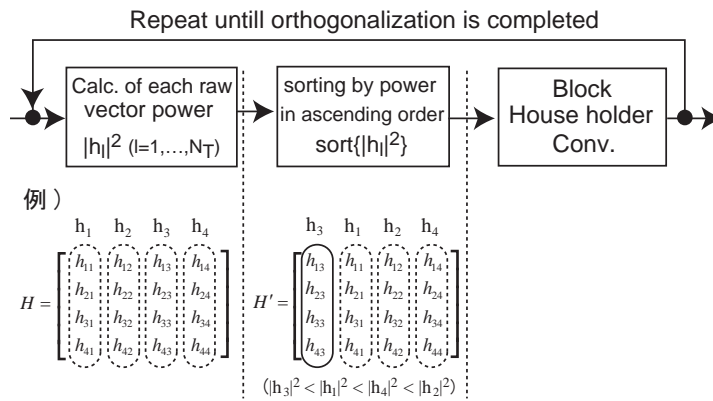 Repeat untill orthogonalization is completed
Calc. of each raw
vector power
|h_l|² (l=1,…,N_T)
sorting by power
in ascending order
sort{|h_l|²}
Block
House holder
Conv.
例）
h₁ h₂ h₃ h₄
H =
h₁₁ h₁₂ h₁₃ h₁₄
h₂₁ h₂₂ h₂₃ h₂₄
h₃₁ h₃₂ h₃₃ h₃₄
h₄₁ h₄₂ h₄₃ h₄₄
h₃ h₁ h₂ h₄
H' =
h₁₃ h₁₁ h₁₂ h₁₄
h₂₃ h₂₁ h₂₂ h₂₄
h₃₃ h₃₁ h₃₂ h₃₄
h₄₃ h₄₁ h₄₂ h₄₄
(|h₃|² < |h₁|² < |h₄|² < |h₂|²)